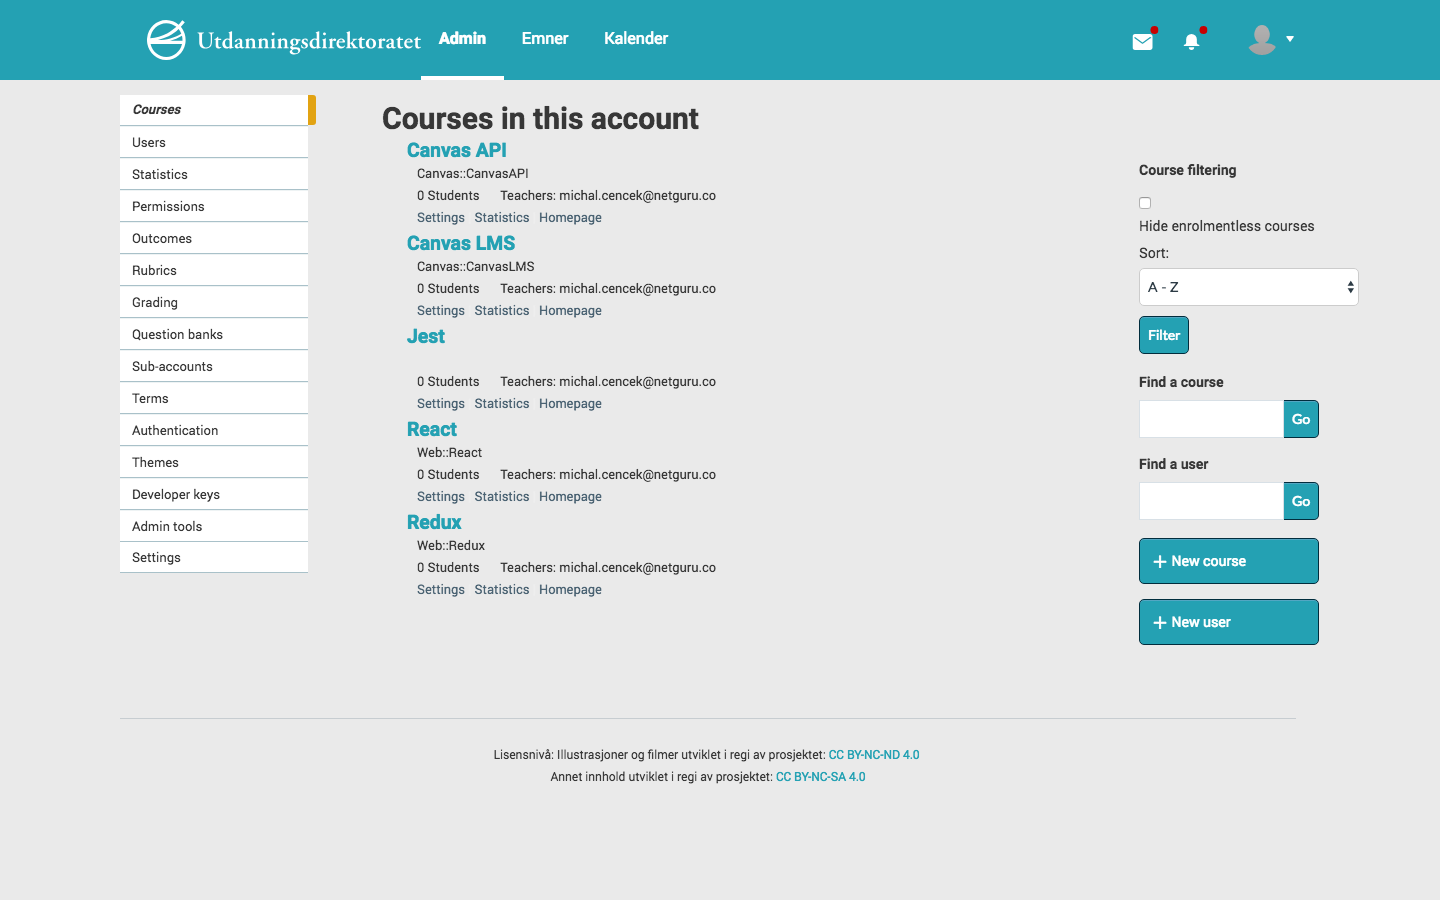 Utdanningsdirektoratet
Admin
Emner
Kalender
Courses
Users
Statistics
Permissions
Outcomes
Rubrics
Grading
Question banks
Sub-accounts
Terms
Authentication
Themes
Developer keys
Admin tools
Settings
Courses in this account
Canvas API
Canvas::CanvasAPI
0 Students Teachers: michal.cencek@netguru.co
Settings Statistics Homepage
Canvas LMS
Canvas::CanvasLMS
0 Students Teachers: michal.cencek@netguru.co
Settings Statistics Homepage
Jest
0 Students Teachers: michal.cencek@netguru.co
Settings Statistics Homepage
React
Web::React
0 Students Teachers: michal.cencek@netguru.co
Settings Statistics Homepage
Redux
Web::Redux
0 Students Teachers: michal.cencek@netguru.co
Settings Statistics Homepage
Course filtering
Hide enrolmentless courses
Sort:
A - Z
Filter
Find a course
Go
Find a user
Go
New course
New user
Lisensnivå: Illustrasjoner og filmer utviklet i regi av prosjektet: CC BY-NC-ND 4.0
Annet innhold utviklet i regi av prosjektet: CC BY-NC-SA 4.0